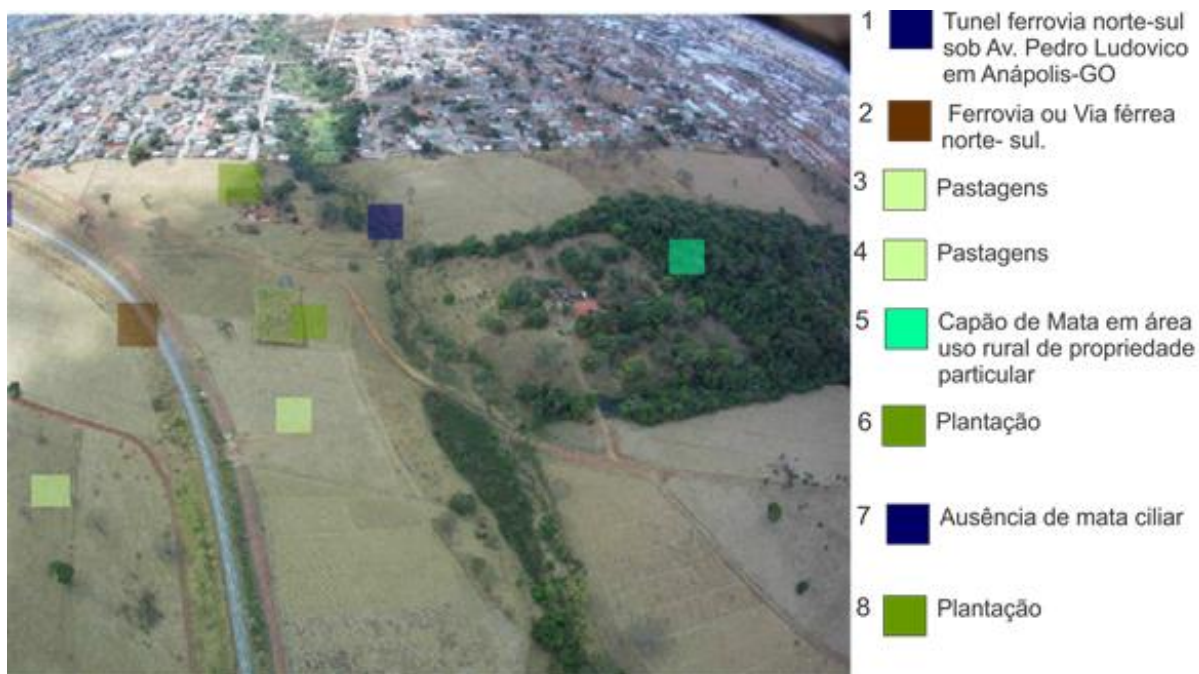 1 Tunel ferrovia norte-sul
sob Av. Pedro Ludovico
em Anápolis-GO
2 Ferrovia ou Via férrea
norte- sul.
3 Pastagens
4 Pastagens
5 Capão de Mata em área
uso rural de propriedade
particular
6 Plantação
7 Ausência de mata ciliar
8 Plantação